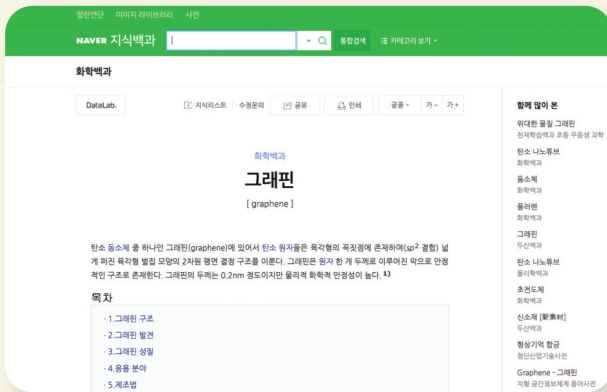 열린연단 이미지 라이브러리 사전
NAVER 지식백과 통합검색 카테고리 보기
화학백과
DataLab. 지식리스트 수정문의 공유 인쇄 글꼴 가- 가+
화학백과
그래핀
[ graphene ]
탄소 동소체 중 하나인 그래핀(graphene)에 있어서 탄소 원자들은 육각형의 꼭짓점에 존재하며(sp2 결합) 넓
게 퍼진 육각형 벌집 모양의 2차원 평면 결정 구조를 이룬다. 그래핀은 원자 한 개 두께로 이루어진 막으로 안정
적인 구조로 존재한다. 그래핀의 두께는 0.2nm 정도이지만 물리적 화학적 안정성이 높다. 1)
목차
· 1.그래핀 구조
· 2.그래핀 발견
· 3.그래핀 성질
· 4.응용 분야
· 5.제조법
함께 많이 본
위대한 물질 그래핀
천재학습백과 초등 우등샘 과학
탄소 나노튜브
화학백과
동소체
화학백과
풀러렌
화학백과
그래핀
두산백과
탄소 나노튜브
물리학백과
초전도체
화학백과
신소재 [新素材]
두산백과
형상기억 합금
첨단산업기술사전
Graphene - 그래핀
지형 공간정보체계 용어사전